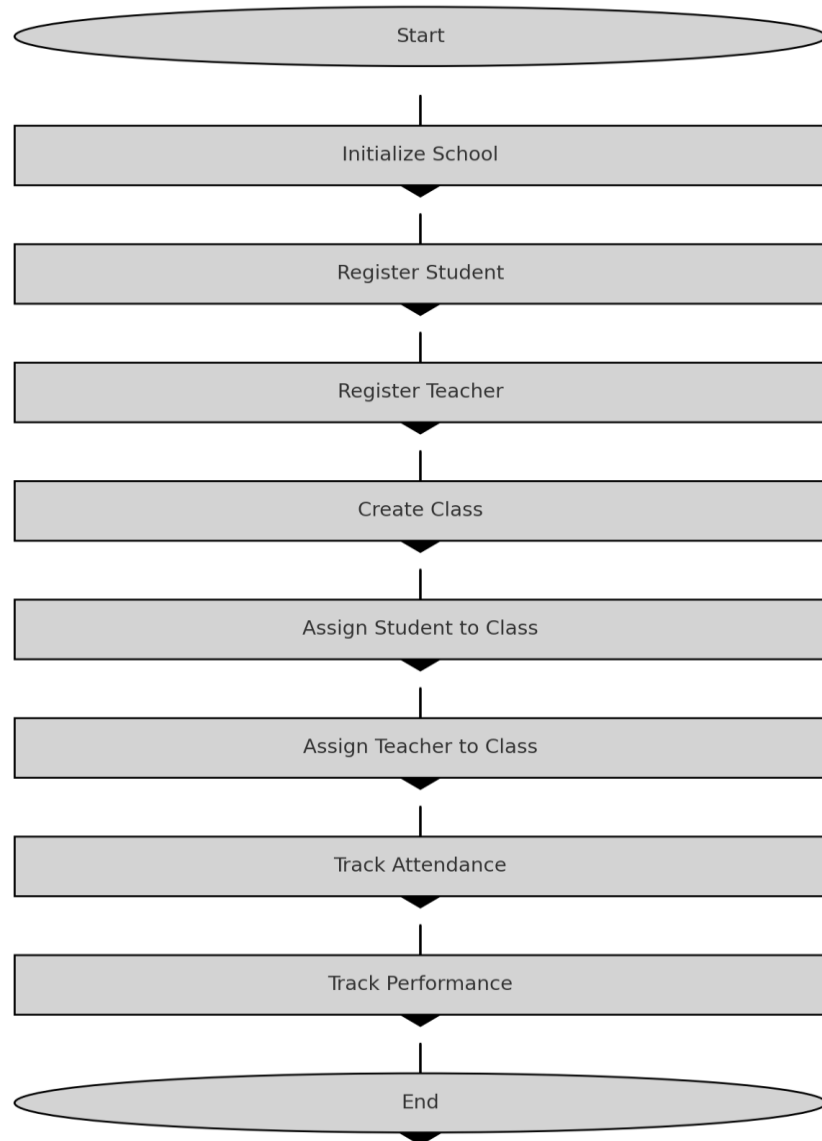 Start
Initialize School
Register Student
Register Teacher
Create Class
Assign Student to Class
Assign Teacher to Class
Track Attendance
Track Performance
End